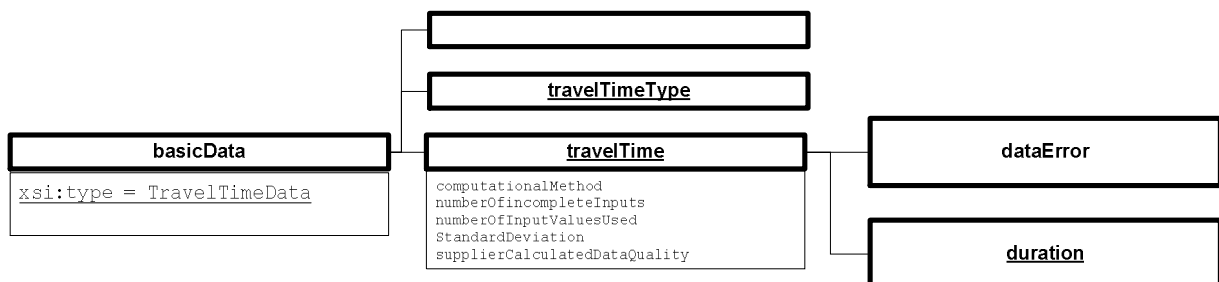 travelTimeType
basicData
travelTime
dataError
xsi:type = TravelTimeData
computationalMethod
numberOfincompleteInputs
numberOfInputValuesUsed
StandardDeviation
supplierCalculatedDataQuality
duration